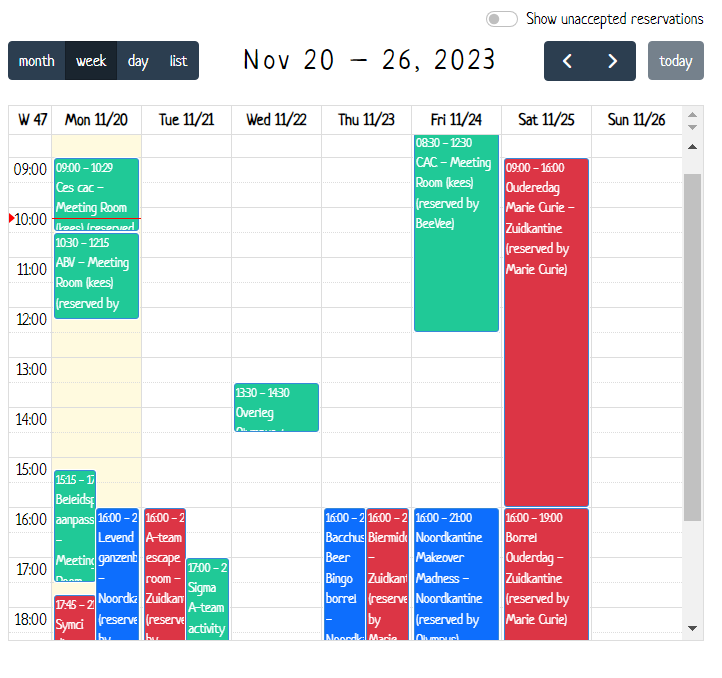 Show unaccepted reservations
month week day list
Nov 20 – 26, 2023
today
W 47 Mon 11/20 Tue 11/21 Wed 11/22 Thu 11/23 Fri 11/24 Sat 11/25 Sun 11/26
09:00
10:00
11:00
12:00
13:00
14:00
15:00
16:00
17:00
18:00
09:00 – 10:29
Ces cac –
Meeting Room
(kees) (reserved
10:30 – 12:15
ABV – Meeting
Room (kees)
(reserved by
15:15 – 17
Beleidsp
aanpass
–
Meeting
Room
17:45 – 2
Symci
16:00 – 2
Levend
ganzenb
–
Noordka
(reserve
by
16:00 – 2
A-team
escape
room –
Zuidkan
(reserve
by
17:00 – 2
Sigma
A-team
activity
13:30 – 14:30
Overleg
Olympus
16:00 – 2
Bacchus
Beer
Bingo
borrel
–
Noordk
16:00 – 2
Biermid
–
Zuidkan
(reserve
by
Marie
08:30 – 12:30
CAC – Meeting
Room (kees)
(reserved by
BeeVee)
16:00 – 21:00
Noordkantine
Makeover
Madness –
Noordkantine
(reserved by
Olympus)
09:00 – 16:00
Ouderedag
Marie Curie –
Zuidkantine
(reserved by
Marie Curie)
16:00 – 19:00
Borrel
Ouderdag –
Zuidkantine
(reserved by
Marie Curie)